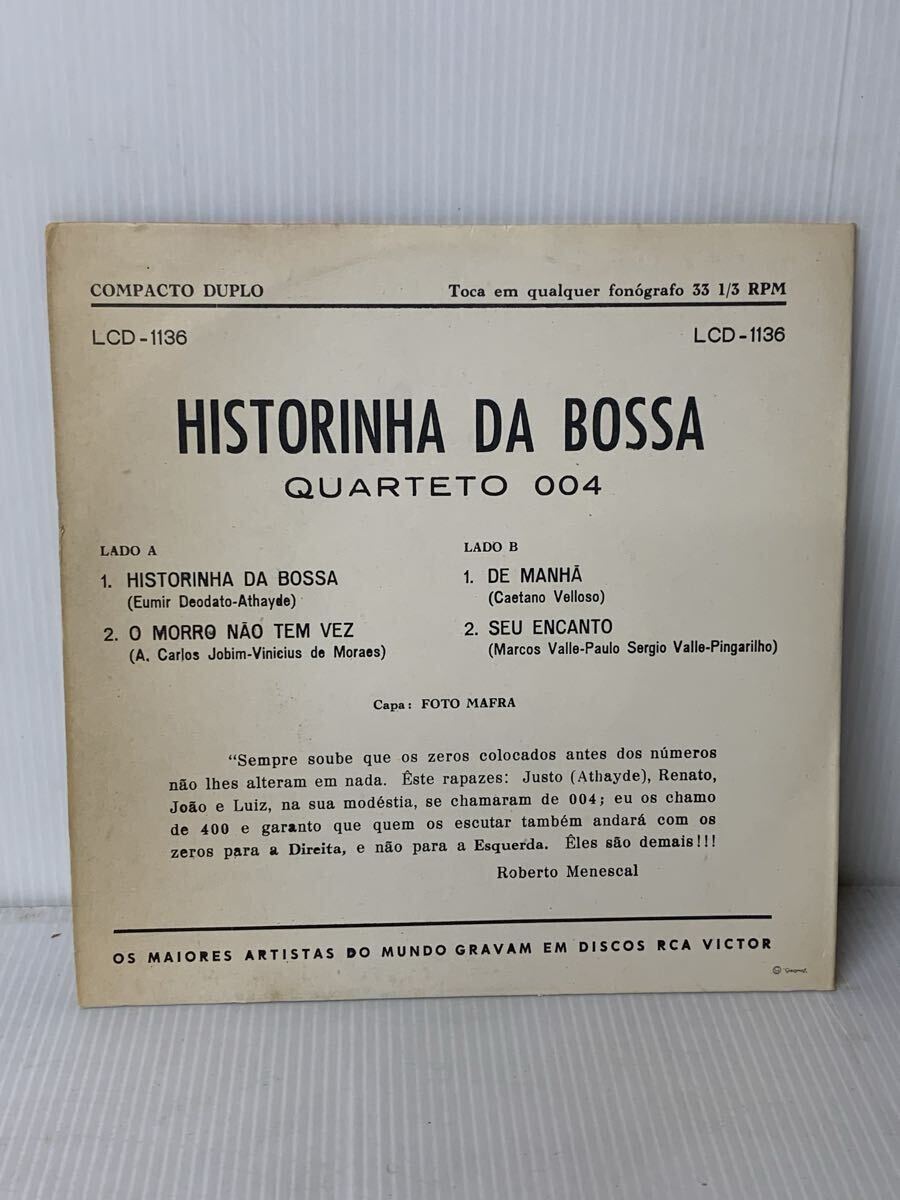 COMPACTO DUPLO Toca em qualquer fonógrafo 33 1/3 RPM
LCD-1136 LCD-1136
HISTORINHA DA BOSSA
QUARTETO 004
LADO A
1. HISTORINHA DA BOSSA
(Eumir Deodato-Athayde)
2. O MORRO NÃO TEM VEZ
(A. Carlos Jobim-Vinicius de Moraes)
LADO B
1. DE MANHÃ
(Caetano Velloso)
2. SEU ENCANTO
(Marcos Valle-Paulo Sergio Valle-Pingarilho)
Capa: FOTO MAFRA
"Sempre soube que os zeros colocados antes dos números
não lhes alteram em nada. Êste rapazes: Justo (Athayde), Renato,
João e Luiz, na sua modéstia, se chamaram de 004; eu os chamo
de 400 e garanto que quem os escutar também andará com os
zeros para a Direita, e não para a Esquerda. Êles são demais!!!
Roberto Menescal
OS MAIORES ARTISTAS DO MUNDO GRAVAM EM DISCOS RCA VICTOR